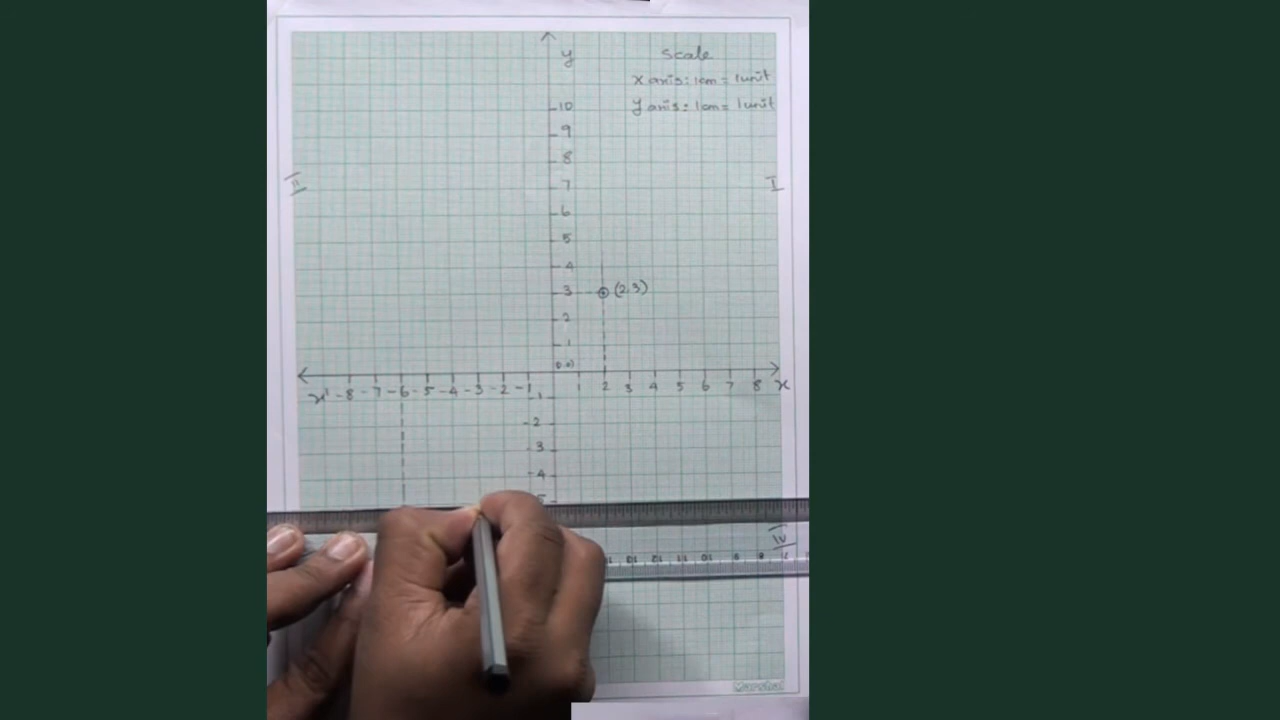 y
Scale
x axis: 1cm = 1unit
y axis: 1cm = 1unit
10
9
8
II
7
I
6
5
4
3
(2,3)
2
1
(0,0)
x' -8 -7 -6 -5 -4 -3 -2 -1 1 2 3 4 5 6 7 8 x
-1
-2
-3
-4
IV
Marshal